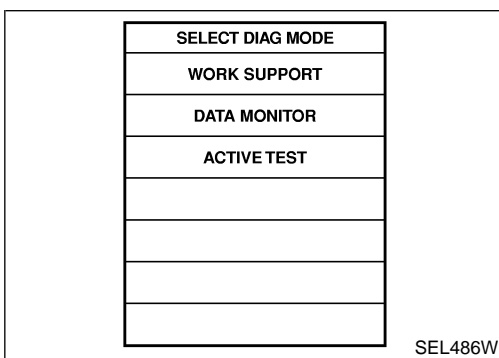 SELECT DIAG MODE
WORK SUPPORT
DATA MONITOR
ACTIVE TEST
SEL486W